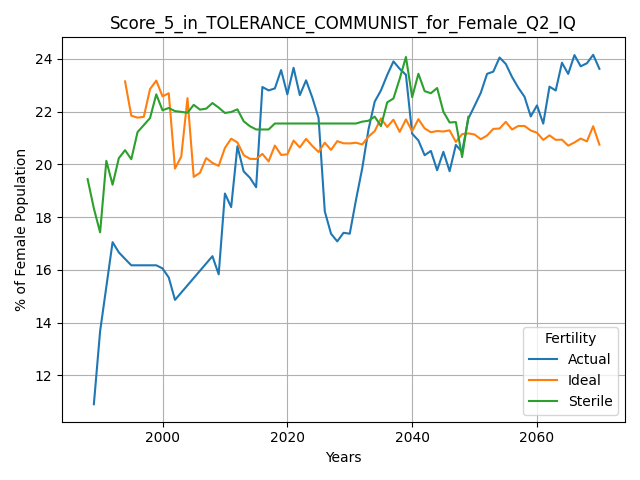 Score_5_in_TOLERANCE_COMMUNIST_for_Female_Q2_IQ
% of Female Population
24
22
20
18
16
14
12
2000
2020
2040
2060
Years
Fertility
Actual
Ideal
Sterile